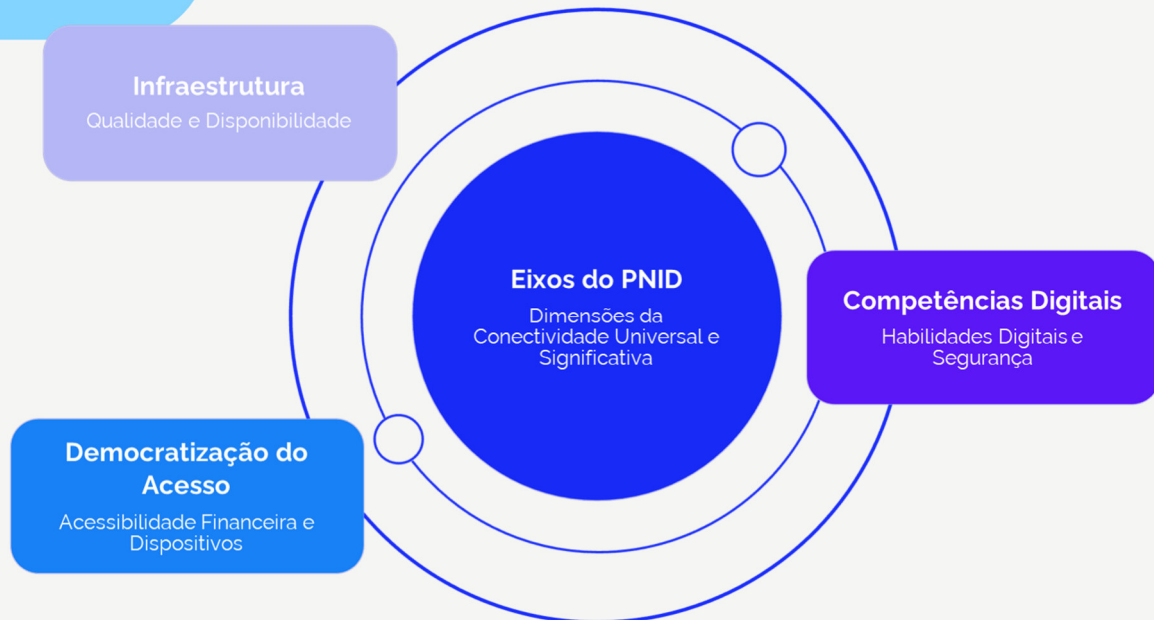 Infraestrutura
Qualidade e Disponibilidade
Eixos do PNID
Dimensões da
Conectividade Universal e
Significativa
Competências Digitais
Habilidades Digitais e
Segurança
Democratização do
Acesso
Acessibilidade Financeira e
Dispositivos